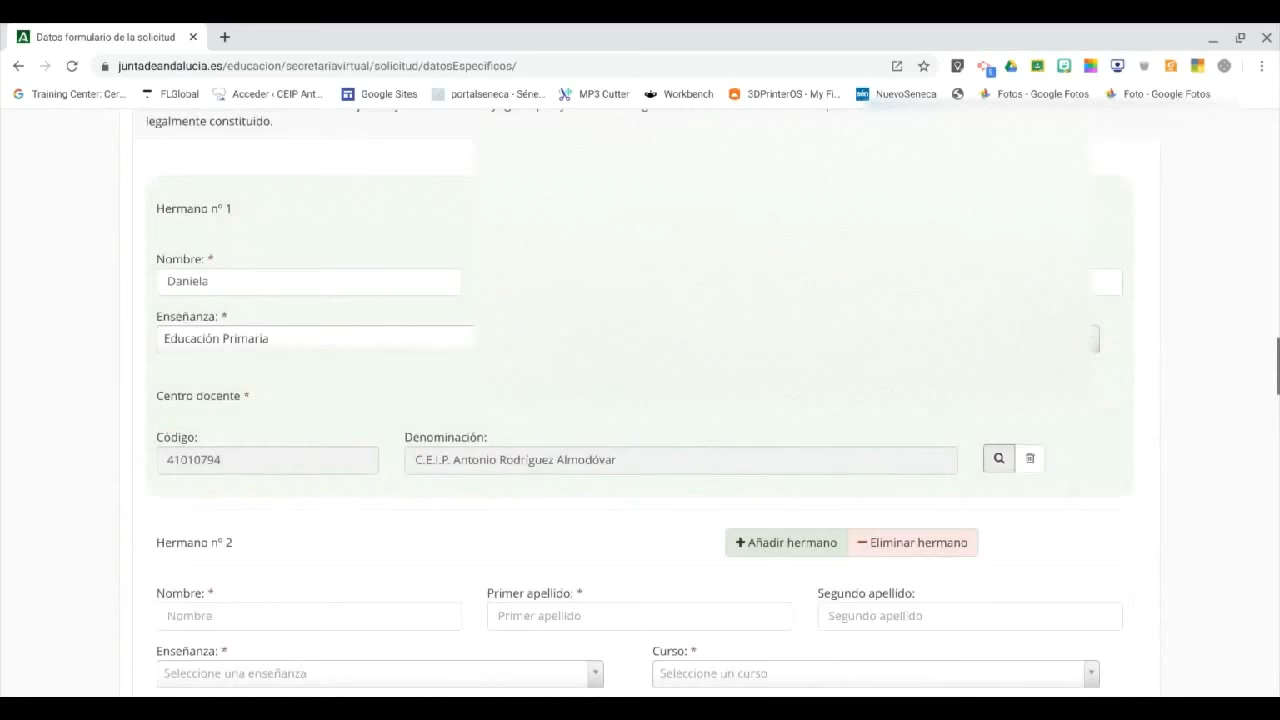 Datos formulario de la solicitud
juntadeandalucia.es/educacion/secretariavirtual/solicitud/datosEspecificos/
6
Training Center: Cer...
FLGlobal
Acceder ‹ CEIP Ant...
Google Sites
portalseneca - Séne...
MP3 Cutter
Workbench
3DPrinterOS - My Fi...
NuevoSeneca
Fotos - Google Fotos
Foto - Google Fotos
legalmente constituido.
Hermano nº 1
Nombre: *
Daniela
Enseñanza: *
Educación Primaria
Centro docente *
Código: Denominación:
41010794 C.E.I.P. Antonio Rodríguez Almodóvar
Hermano nº 2 + Añadir hermano − Eliminar hermano
Nombre: * Primer apellido: * Segundo apellido:
Nombre Primer apellido Segundo apellido
Enseñanza: * Curso: *
Seleccione una enseñanza Seleccione un curso